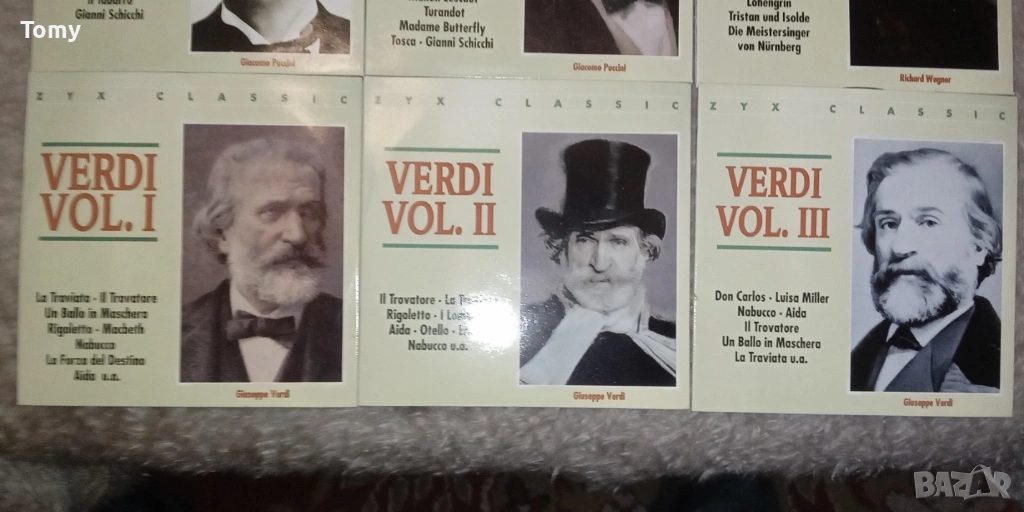 Tomy
Gianni Schicchi
Giacomo Puccini
Turandot
Madame Butterfly
Tosca - Gianni Schicchi
Giacomo Puccini
Lohengrin
Tristan und Isolde
Die Meistersinger
von Nürnberg
Richard Wagner
ZYX CLASSIC
VERDI
VOL. I
La Traviata - Il Travatore
Un Ballo in Maschera
Rigoletto - Macbeth
Nabucco
La Forza del Destino
Aida u.a.
Giuseppe Verdi
ZYX CLASSIC
VERDI
VOL. II
Il Trovatore - La
Rigoletto - I
Aida - Otello -
Nabucco u.a.
Giuseppe Verdi
ZYX CLASSIC
VERDI
VOL. III
Don Carlos - Luisa Miller
Nabucco - Aida
Il Trovatore
Un Ballo in Maschera
La Traviata u.a.
Giuseppe Verdi
BAZAR